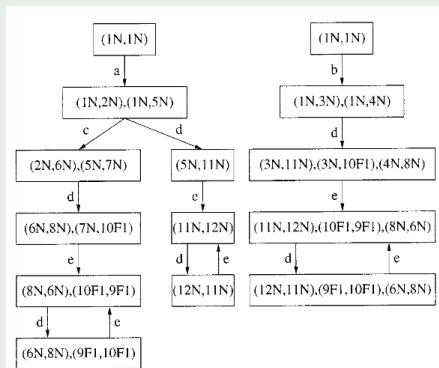 (1N,1N)
(1N,1N)
a
b
(1N,2N),(1N,5N)
(1N,3N),(1N,4N)
c
d
d
(2N,6N),(5N,7N)
(5N,11N)
(3N,11N),(3N,10F1),(4N,8N)
d
e
e
(6N,8N),(7N,10F1)
(11N,12N)
(11N,12N),(10F1,9F1),(8N,6N)
e
d
e
d
e
(8N,6N),(10F1,9F1)
(12N,11N)
(12N,11N),(9F1,10F1),(6N,8N)
d
e
(6N,8N),(9F1,10F1)